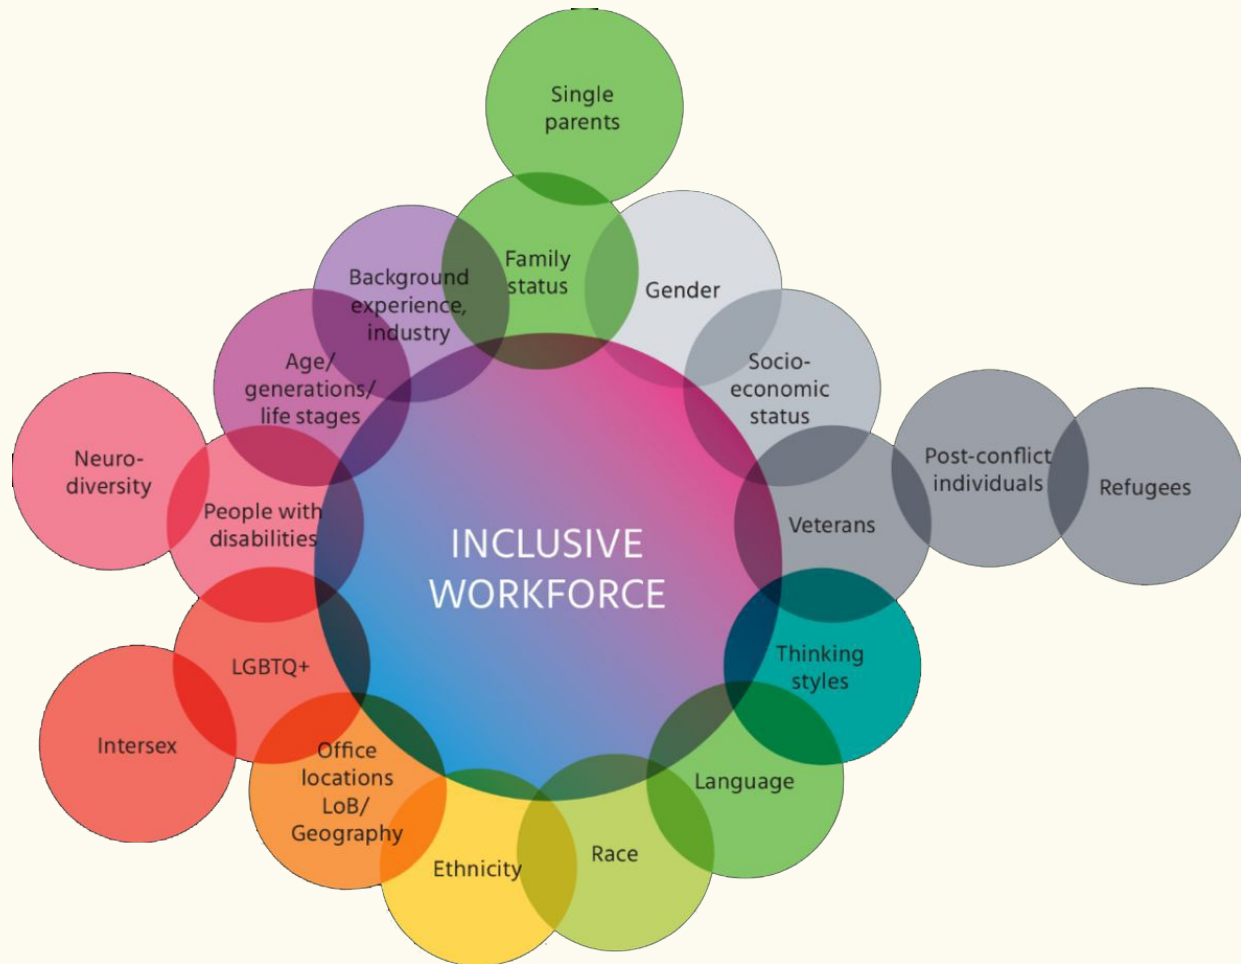 Single
parents
Family
status
Gender
Background
experience,
industry
Socio-
economic
status
Age/
generations/
life stages
Neuro-
diversity
People with
disabilities
Veterans
Post-conflict
individuals
Refugees
INCLUSIVE
WORKFORCE
LGBTQ+
Thinking
styles
Intersex
Office
locations
LoB/
Geography
Language
Ethnicity
Race